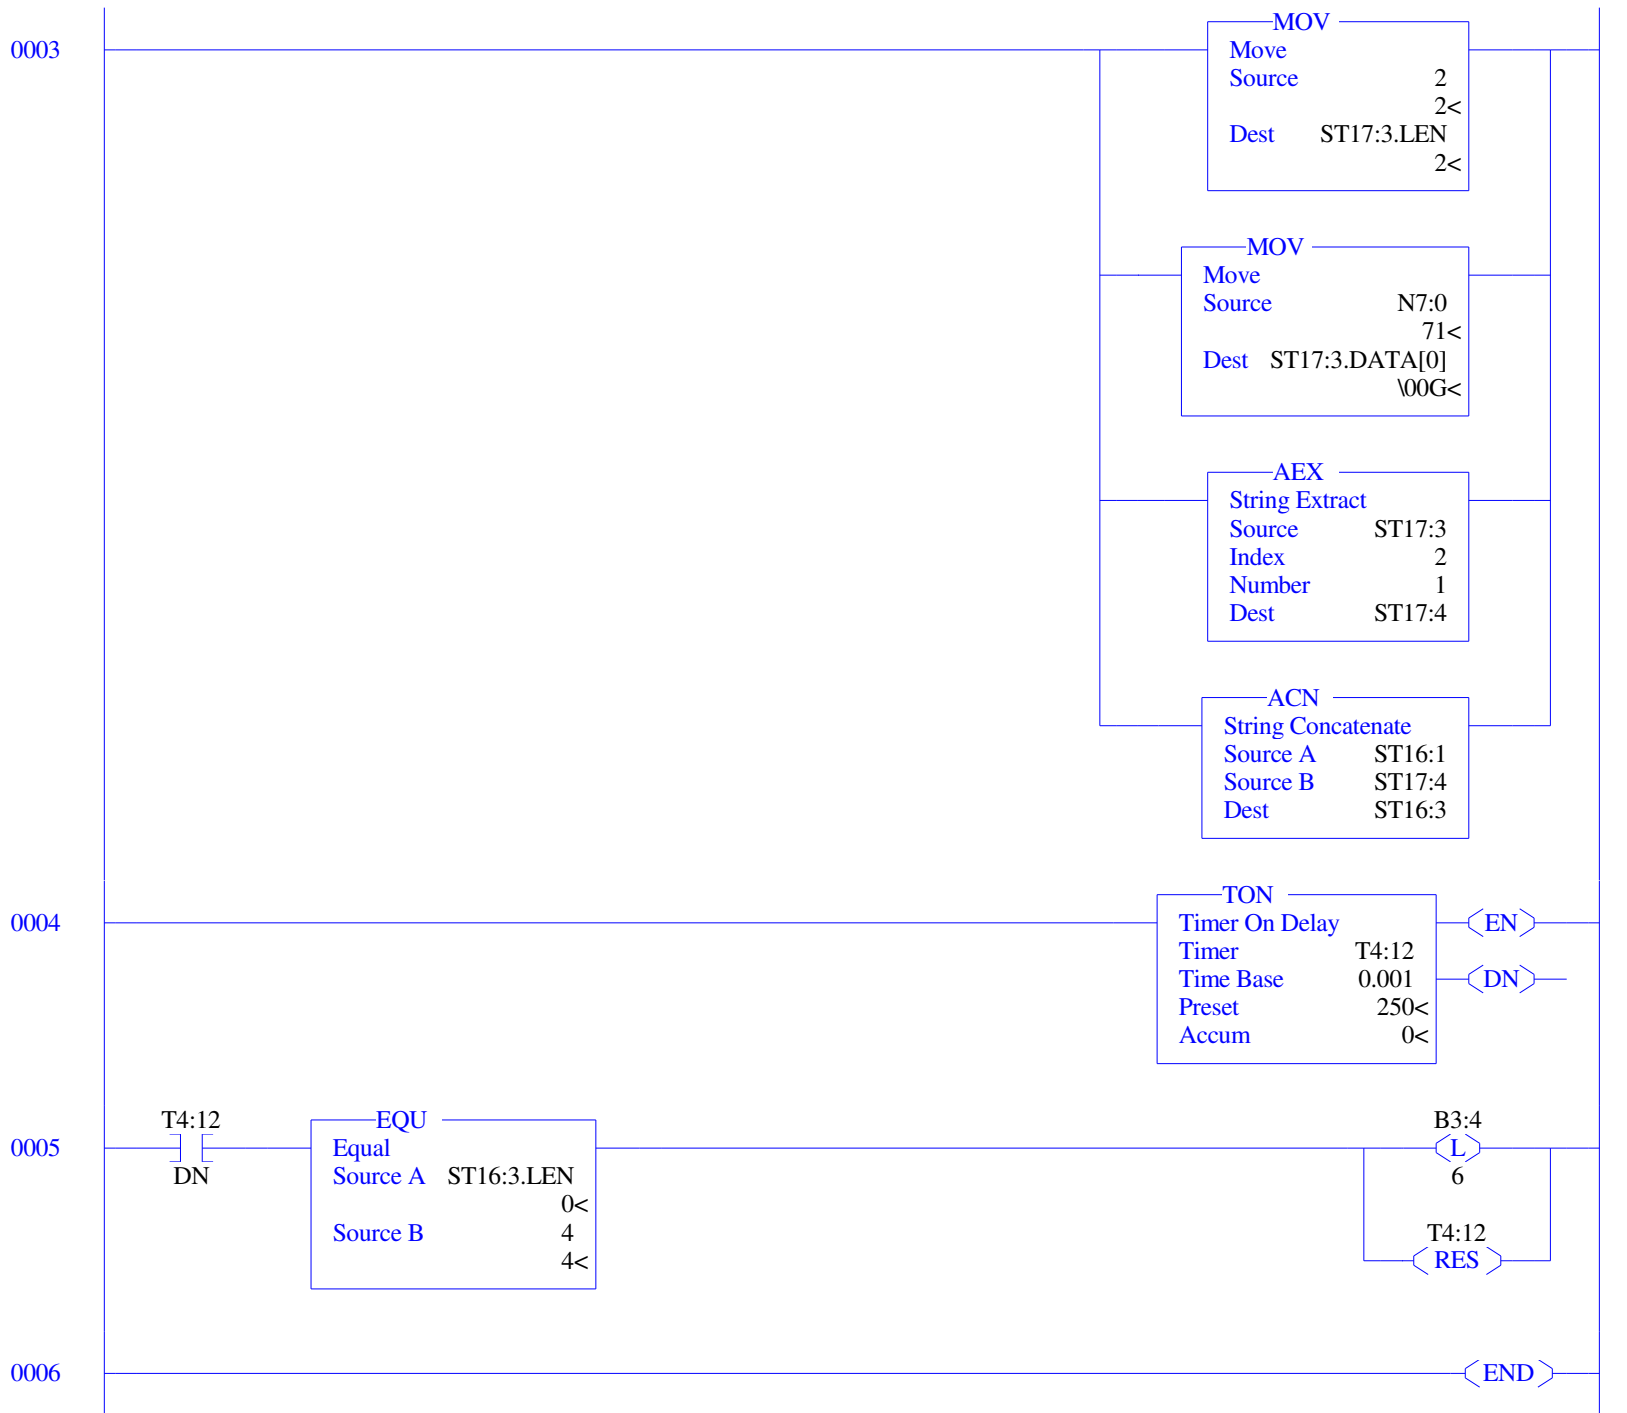 0003
MOV
Move
Source 2
2<
Dest ST17:3.LEN
2<
MOV
Move
Source N7:0
71<
Dest ST17:3.DATA[0]
\00G<
AEX
String Extract
Source ST17:3
Index 2
Number 1
Dest ST17:4
ACN
String Concatenate
Source A ST16:1
Source B ST17:4
Dest ST16:3
0004
TON
Timer On Delay
Timer T4:12
Time Base 0.001
Preset 250<
Accum 0<
EN
DN
0005
T4:12
DN
EQU
Equal
Source A ST16:3.LEN
0<
Source B 4
4<
B3:4
L
6
T4:12
RES
0006
END